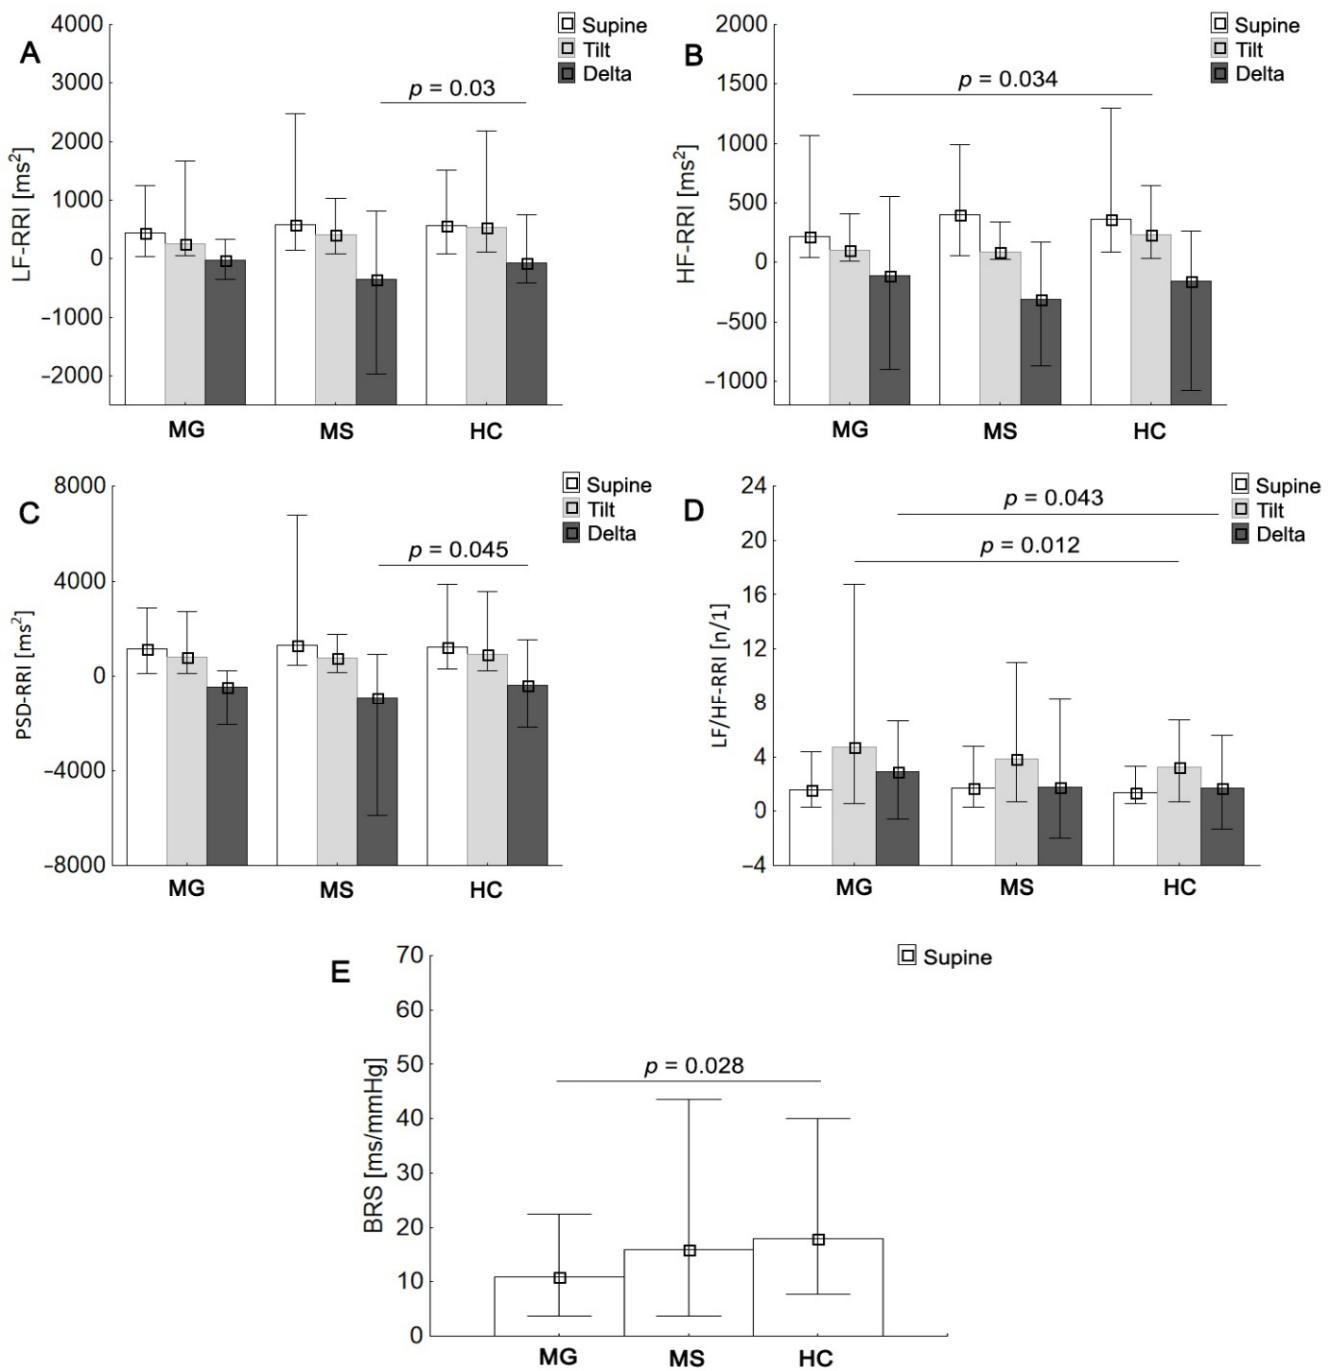 A
LF-RRI [ms²]
4000
3000
2000
1000
0
−1000
−2000
Supine
Tilt
Delta
p = 0.03
MG MS HC
B
HF-RRI [ms²]
2000
1500
1000
500
0
−500
−1000
Supine
Tilt
Delta
p = 0.034
MG MS HC
C
PSD-RRI [ms²]
8000
4000
0
−4000
−8000
Supine
Tilt
Delta
p = 0.045
MG MS HC
D
LF/HF-RRI [n/1]
24
20
16
12
8
4
0
−4
Supine
Tilt
Delta
p = 0.043
p = 0.012
MG MS HC
E
BRS [ms/mmHg]
70
60
50
40
30
20
10
0
Supine
p = 0.028
MG MS HC